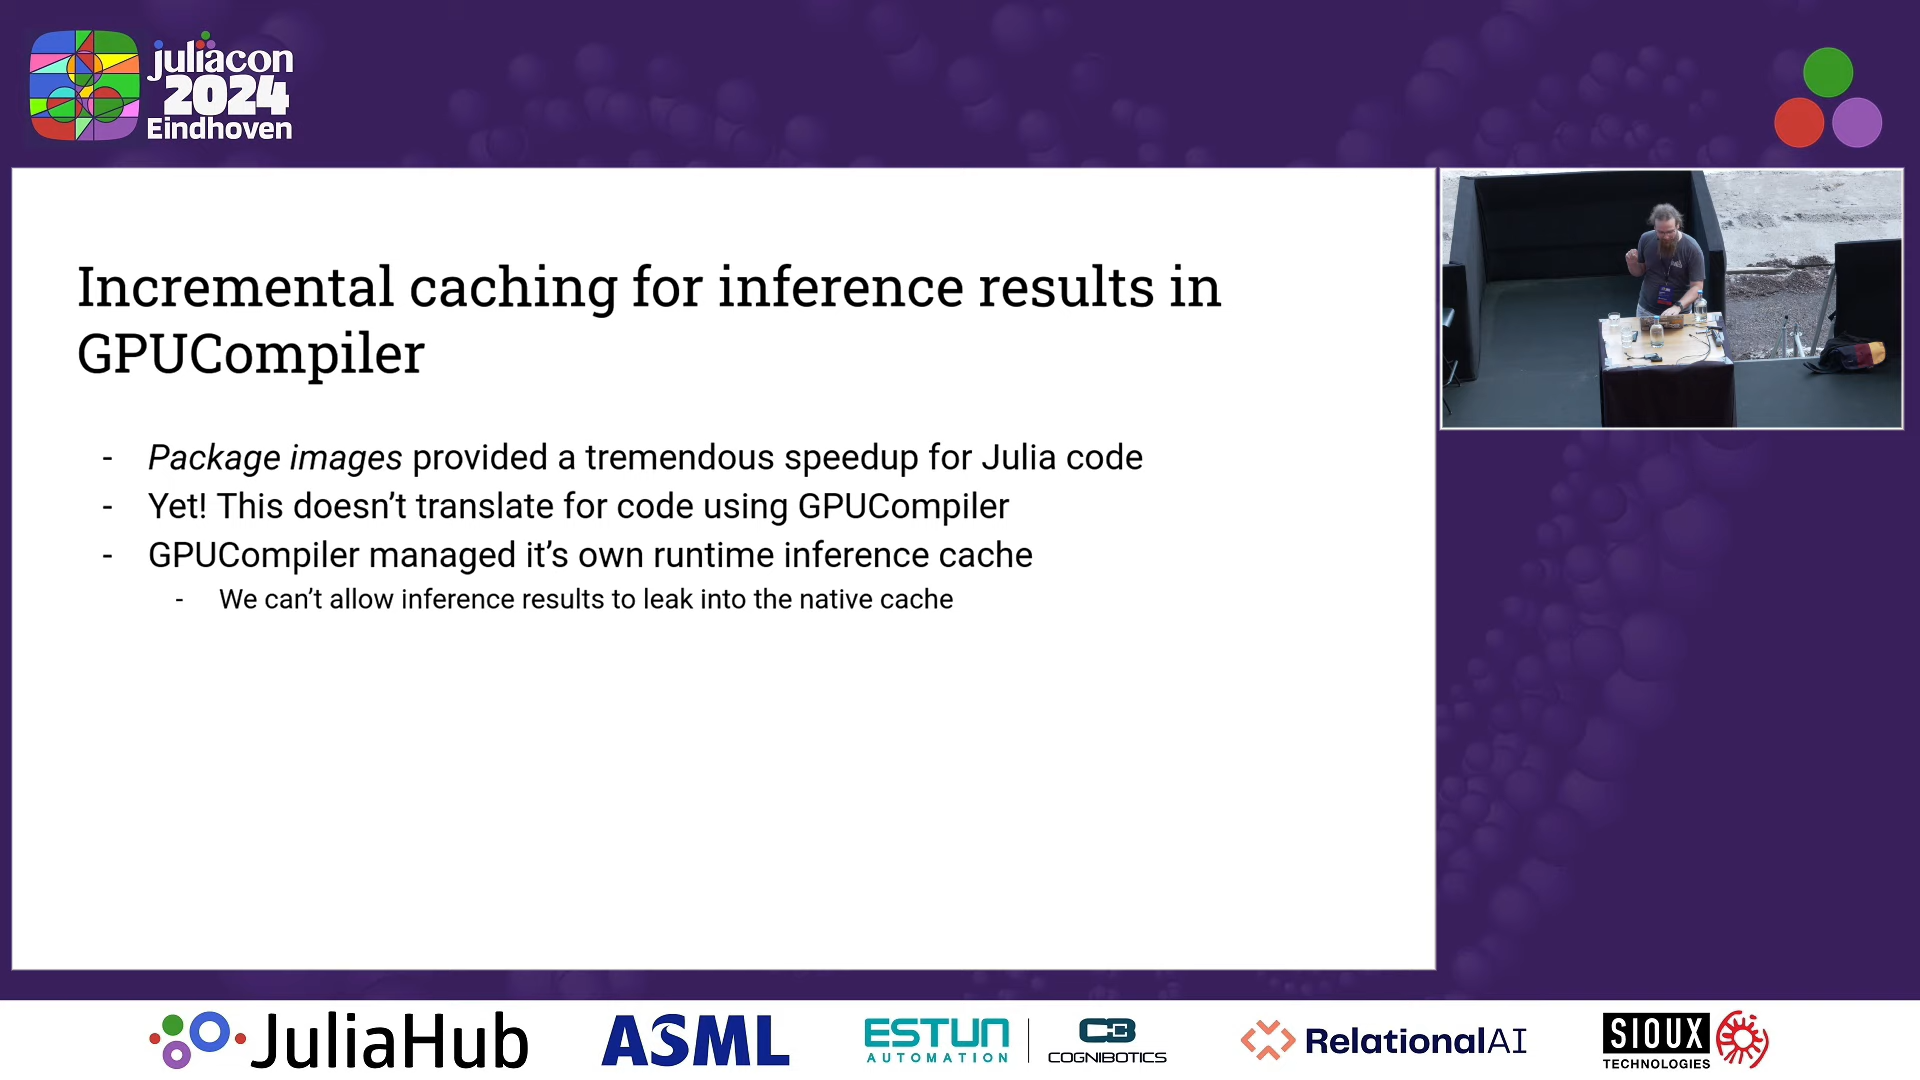 juliacon
2024
Eindhoven
Incremental caching for inference results in
GPUCompiler
- Package images provided a tremendous speedup for Julia code
- Yet! This doesn’t translate for code using GPUCompiler
- GPUCompiler managed it’s own runtime inference cache
- We can’t allow inference results to leak into the native cache
JuliaHub
ASML
ESTUN
AUTOMATION
COGNIBOTICS
RelationalAI
SIOUX
TECHNOLOGIES